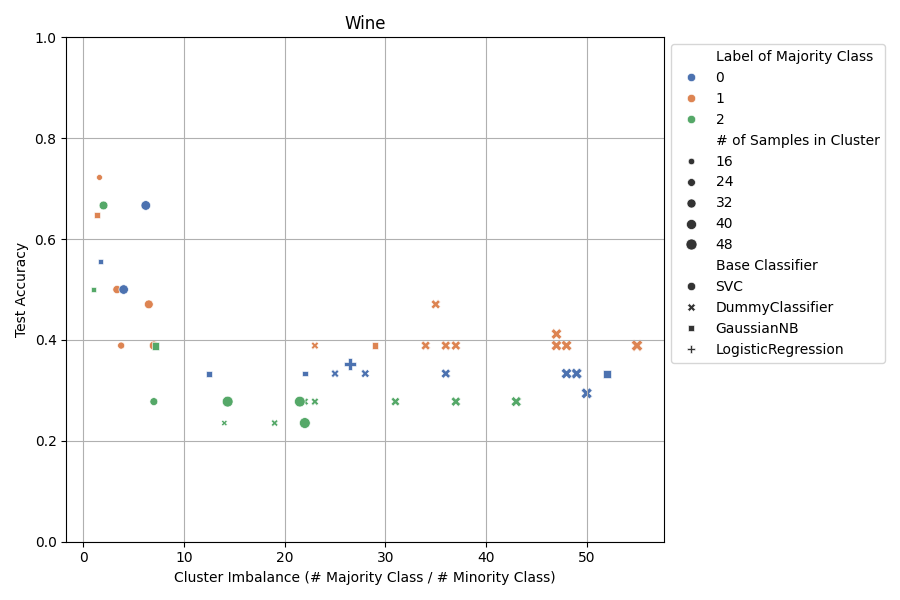 Wine
1.0
0.8
0.6
0.4
0.2
0.0
Test Accuracy
0 10 20 30 40 50
Cluster Imbalance (# Majority Class / # Minority Class)
Label of Majority Class
0
1
2
# of Samples in Cluster
16
24
32
40
48
Base Classifier
SVC
DummyClassifier
GaussianNB
LogisticRegression